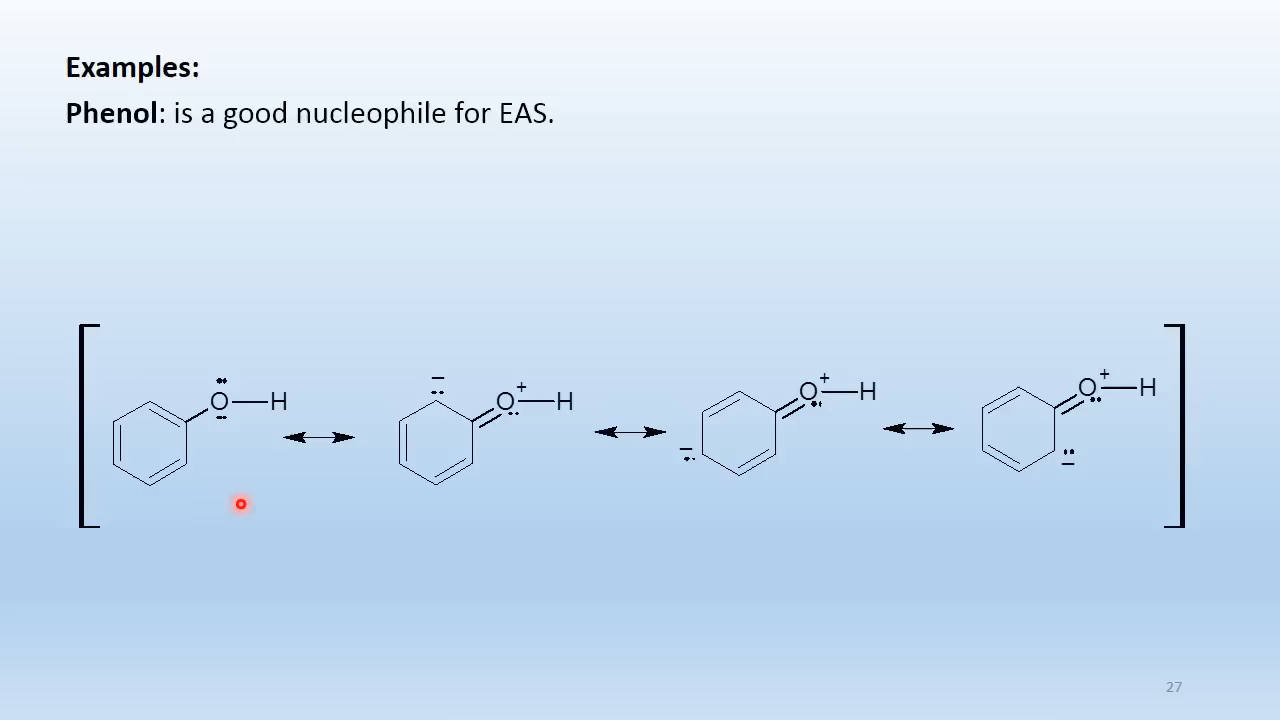 Examples:
Phenol: is a good nucleophile for EAS.
O H O + H O + H O + H
27